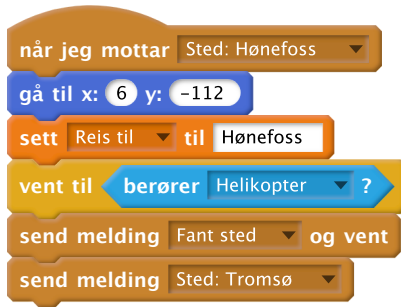 når jeg mottar Sted: Hønefoss
gå til x: 6 y: -112
sett Reis til til Hønefoss
vent til berører Helikopter ?
send melding Fant sted og vent
send melding Sted: Tromsø